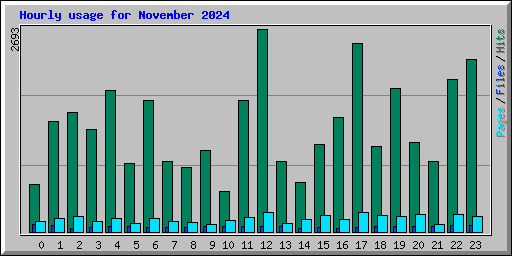 Hourly usage for November 2024
2693
Pages / Files / Hits
0 1 2 3 4 5 6 7 8 9 10 11 12 13 14 15 16 17 18 19 20 21 22 23